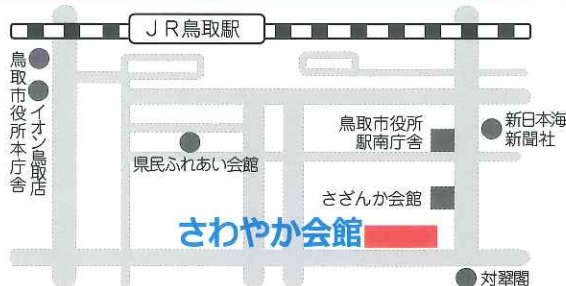 JR鳥取駅
鳥取市役所本庁舎
イオン鳥取店
県民ふれあい会館
鳥取市役所
駅南庁舎
新日本海
新聞社
さざんか会館
さわやか会館
対翠閣